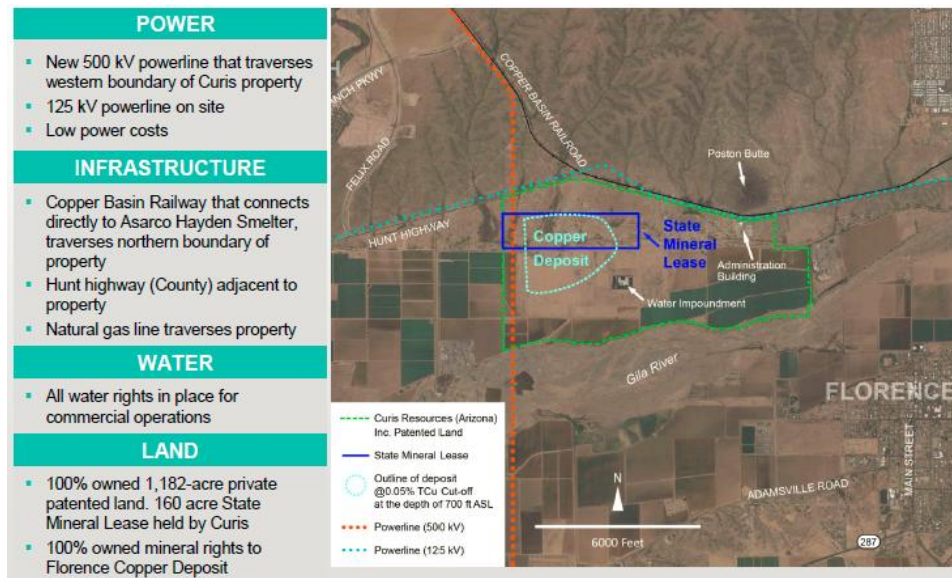 POWER
New 500 kV powerline that traverses
western boundary of Curis property
125 kV powerline on site
Low power costs
INFRASTRUCTURE
Copper Basin Railway that connects
directly to Asarco Hayden Smelter,
traverses northern boundary of
property
Hunt highway (County) adjacent to
property
Natural gas line traverses property
WATER
All water rights in place for
commercial operations
LAND
100% owned 1,182-acre private
patented land. 160 acre State
Mineral Lease held by Curis
100% owned mineral rights to
Florence Copper Deposit
NCH PKWY
FELIX ROAD
COPPER BASIN RAILROAD
Poston Butte
HUNT HIGHWAY
Copper
Deposit
State
Mineral
Lease
Administration
Building
Water Impoundment
Gila River
FLORENCE
MAIN STREET
ADAMSVILLE ROAD
287
N
6000 Feet
Curis Resources (Arizona)
Inc. Patented Land
State Mineral Lease
Outline of deposit
@0.05% TCu Cut-off
at the depth of 700 ft ASL
Powerline (500 kV)
Powerline (125 kV)